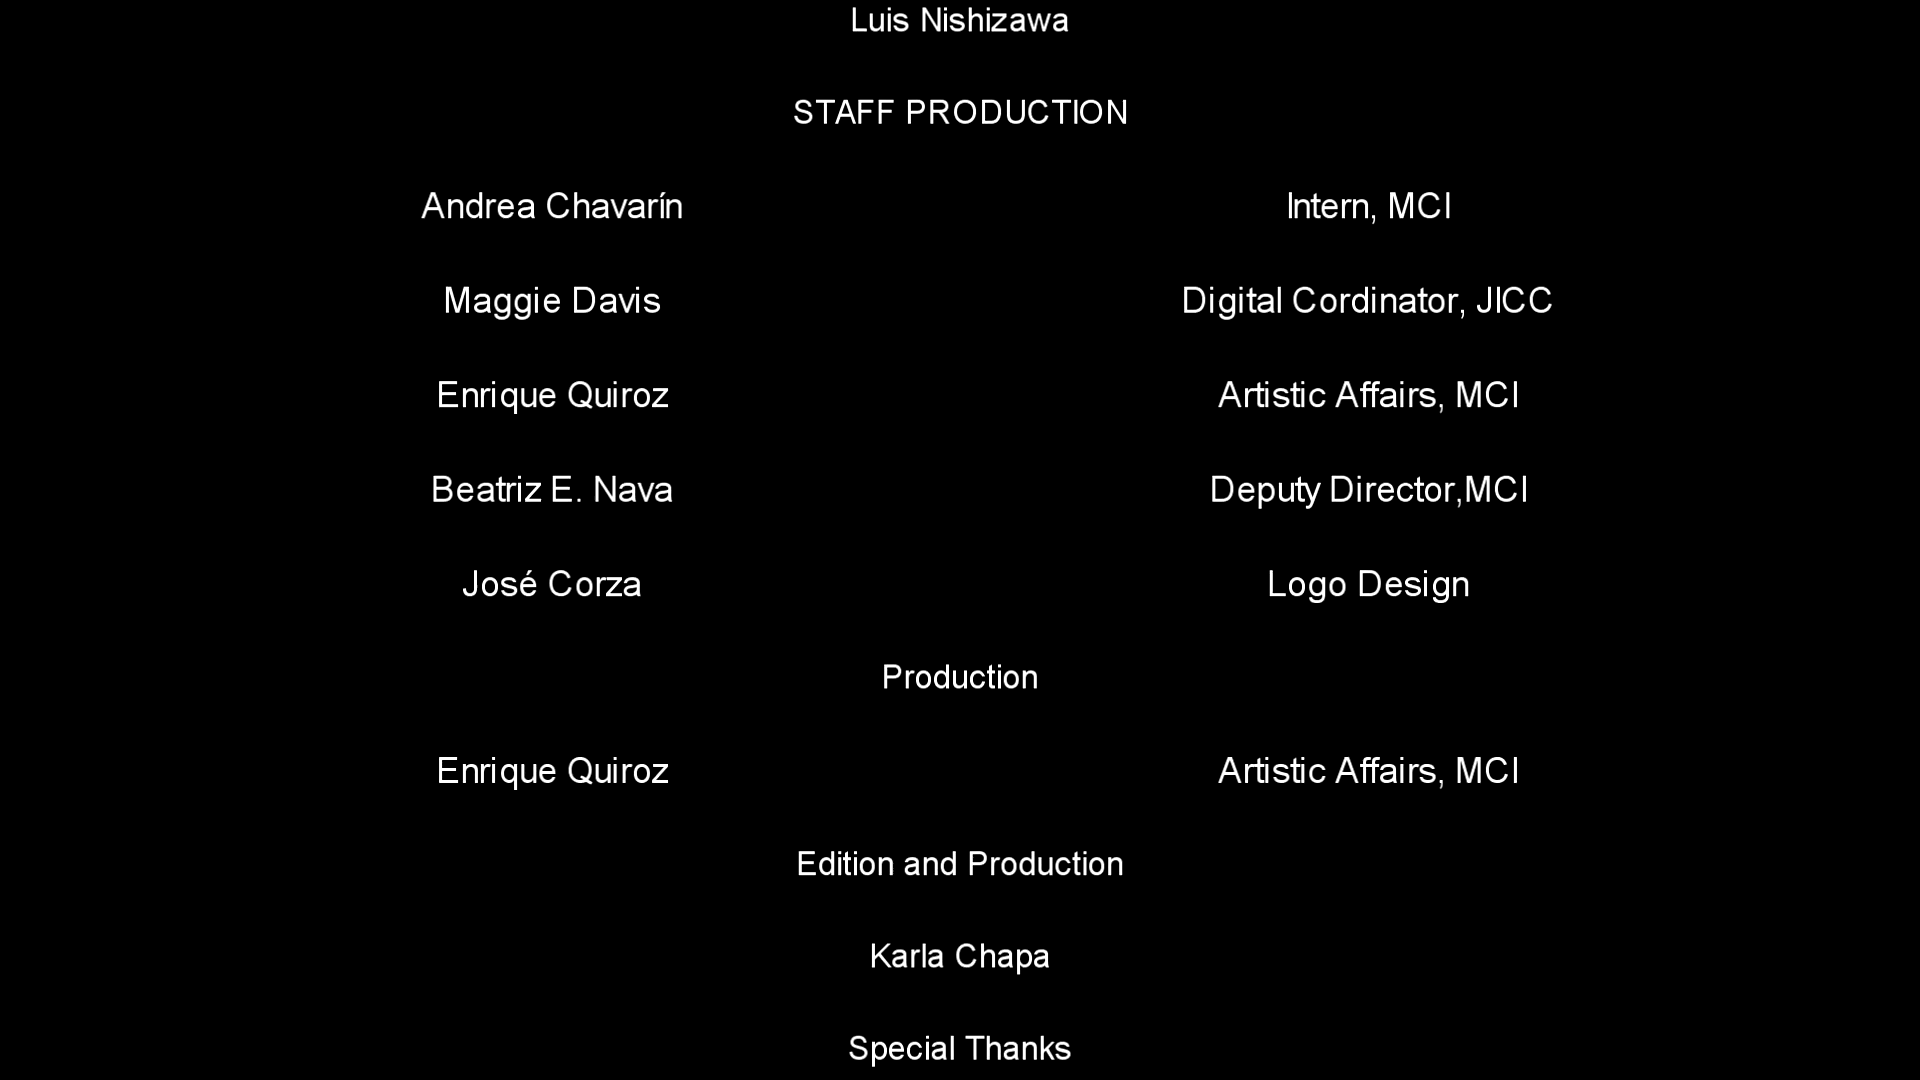 Luis Nishizawa
STAFF PRODUCTION
Andrea Chavarín Intern, MCI
Maggie Davis Digital Cordinator, JICC
Enrique Quiroz Artistic Affairs, MCI
Beatriz E. Nava Deputy Director,MCI
José Corza Logo Design
Production
Enrique Quiroz Artistic Affairs, MCI
Edition and Production
Karla Chapa
Special Thanks